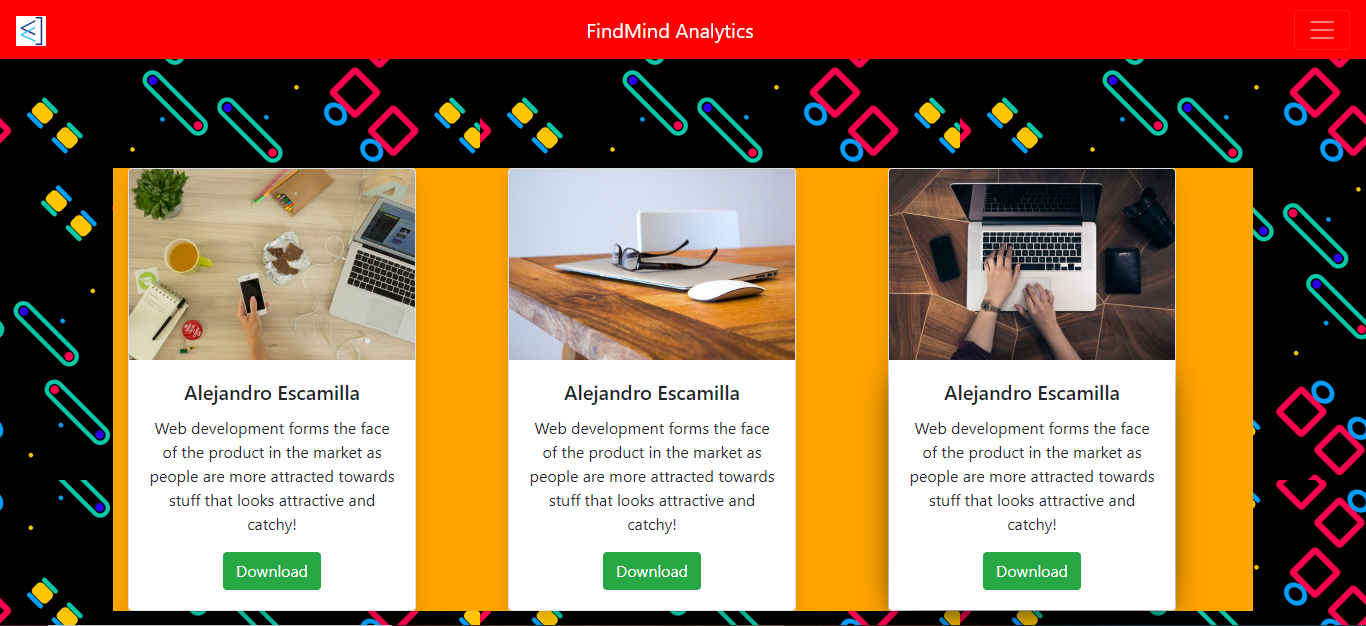 FindMind Analytics
Alejandro Escamilla
Web development forms the face
of the product in the market as
people are more attracted towards
stuff that looks attractive and
catchy!
Download
Alejandro Escamilla
Web development forms the face
of the product in the market as
people are more attracted towards
stuff that looks attractive and
catchy!
Download
Alejandro Escamilla
Web development forms the face
of the product in the market as
people are more attracted towards
stuff that looks attractive and
catchy!
Download